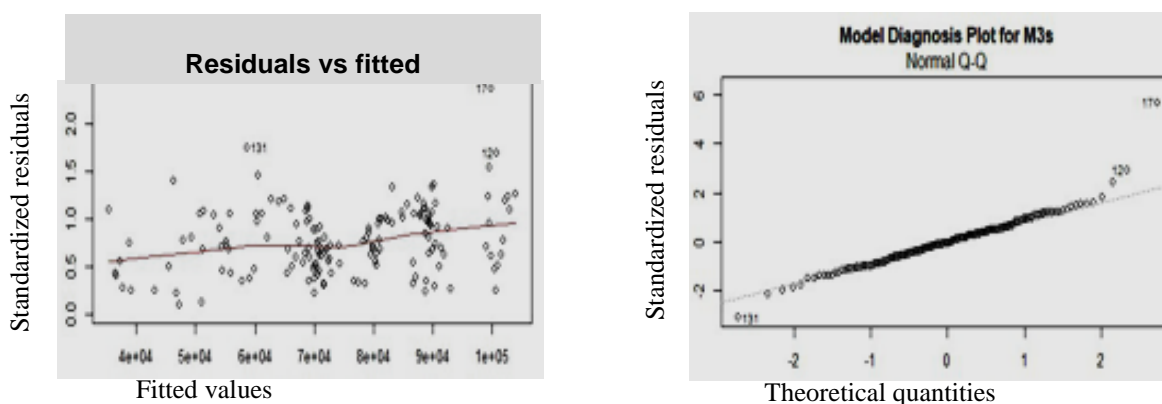 Residuals vs fitted
Standardized residuals
2.0
1.5
1.0
0.5
0.0
170
131
120
4e+04 5e+04 6e+04 7e+04 8e+04 9e+04 1e+05
Fitted values
Model Diagnosis Plot for M3s
Normal Q-Q
Standardized residuals
6
4
2
0
-2
170
120
131
-2 -1 0 1 2
Theoretical quantities